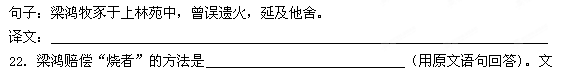 句子：梁鸿牧豕于上林苑中，曾误遗火，延及他舍。
译文：
22. 梁鸿赔偿“烧者”的方法是（用原文语句回答）。文